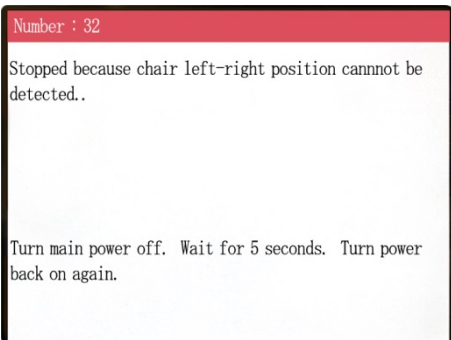 Number : 32
Stopped because chair left-right position cannnot be
detected..
Turn main power off. Wait for 5 seconds. Turn power
back on again.